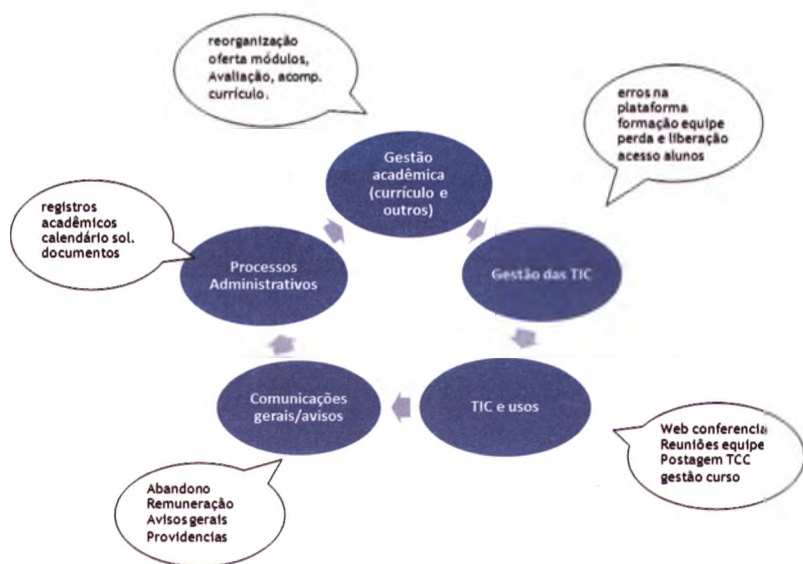 reorganização
oferta módulos,
Avaliação, acomp.
currículo.
erros na
plataforma
formação equipe
perda e liberação
acesso alunos
Gestão
acadêmica
(currículo e
outros)
registros
acadêmicos
calendário sol.
documentos
Processos
Administrativos
Gestão das TIC
Comunicações
gerais/avisos
TIC e usos
Web conferencia
Reuniões equipe
Postagem TCC
gestão curso
Abandono
Remuneração
Avisos gerais
Providencias